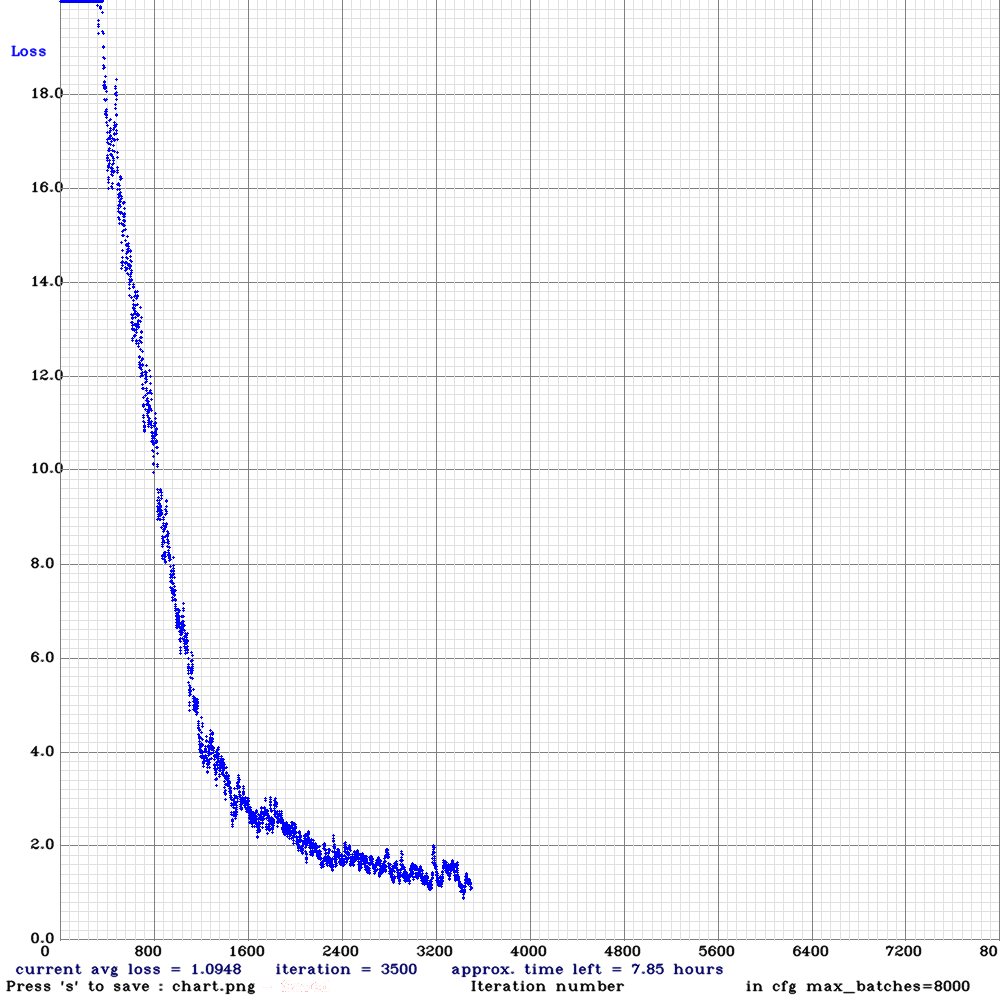 Loss
18.0
16.0
14.0
12.0
10.0
8.0
6.0
4.0
2.0
0.0
0 800 1600 2400 3200 4000 4800 5600 6400 7200 80
current avg loss = 1.0948 iteration = 3500 approx. time left = 7.85 hours
Press 's' to save : chart.png Iteration number in cfg max_batches=8000